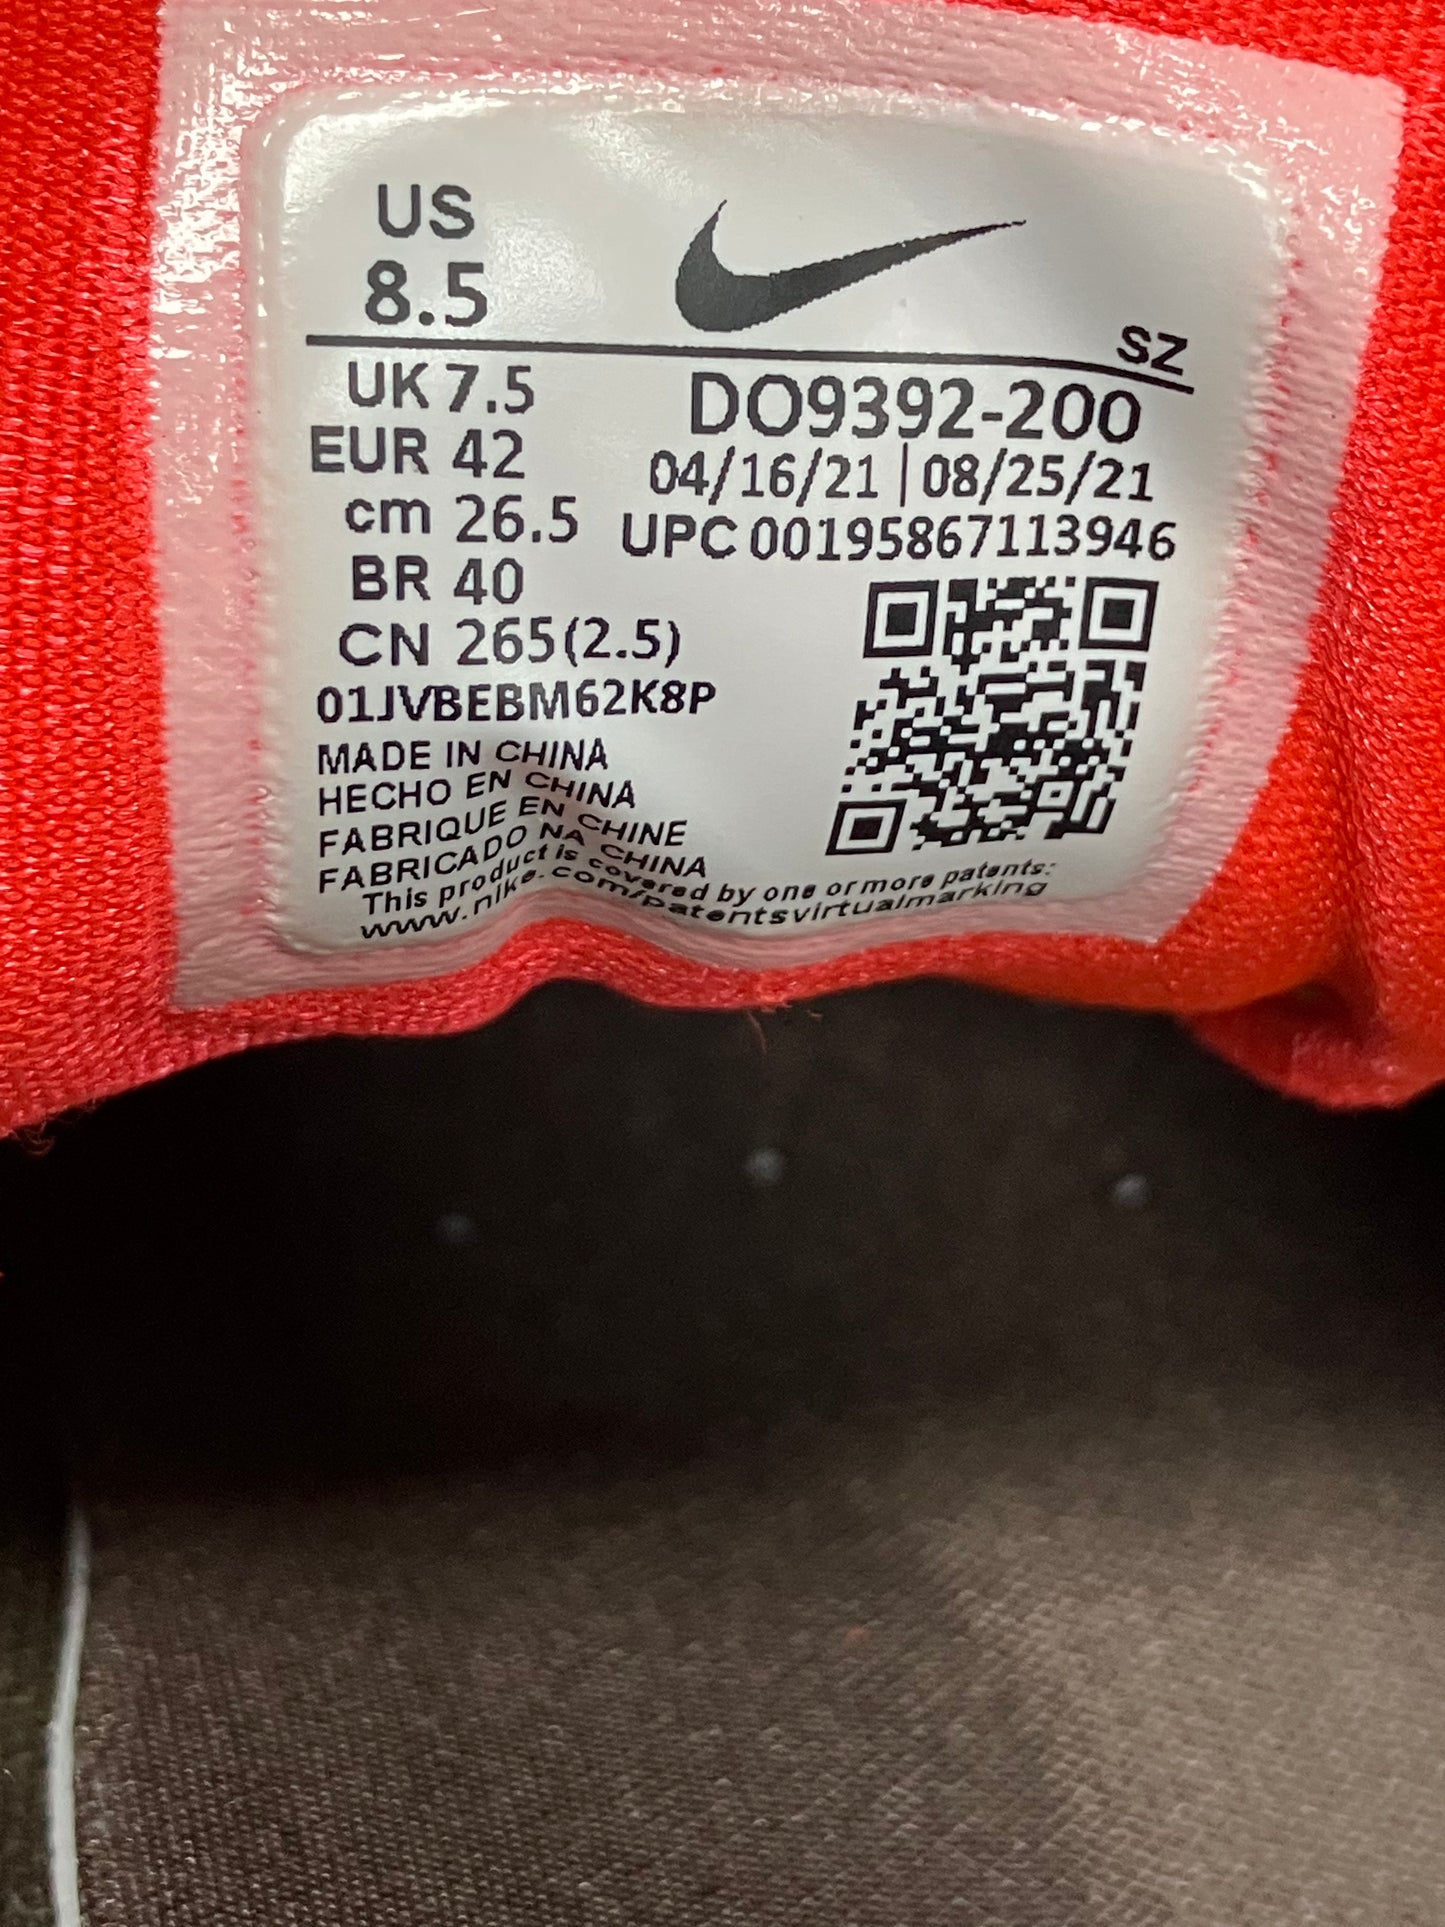 US
8.5
SZ
UK 7.5
EUR 42
cm 26.5
BR 40
CN 265(2.5)
01JVBEBM62K8P
DO9392-200
04/16/21 | 08/25/21
UPC 00195867113946
MADE IN CHINA
HECHO EN CHINA
FABRIQUE EN CHINE
FABRICADO NA CHINA
This product is covered by one or more patents:
www.nike.com/patentsvirtualmarking